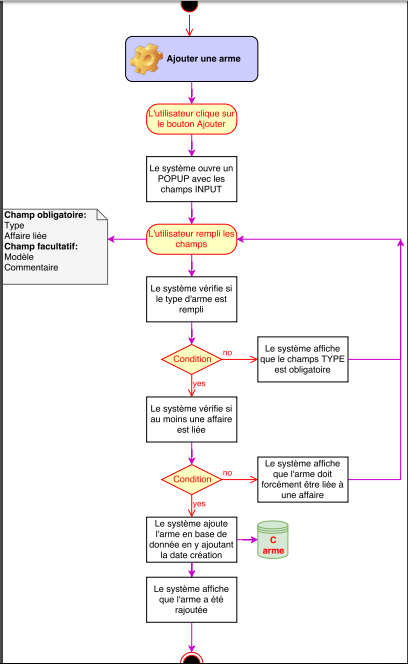 Ajouter une arme
L'utilisateur clique sur
le bouton Ajouter
Le système ouvre un
POPUP avec les
champs INPUT
Champ obligatoire:
Type
Affaire liée
Champ facultatif:
Modèle
Commentaire
L'utilisateur rempli les
champs
Le système vérifie si
le type d'arme est
rempli
Condition
no
Le système affiche
que le champs TYPE
est obligatoire
yes
Le système vérifie si
au moins une affaire
est liée
Condition
no
Le système affiche
que l'arme doit
forcément être liée à
une affaire
yes
Le système ajoute
l'arme en base de
donnée en y ajoutant
la date création
C
arme
Le système affiche
que l'arme a été
rajoutée